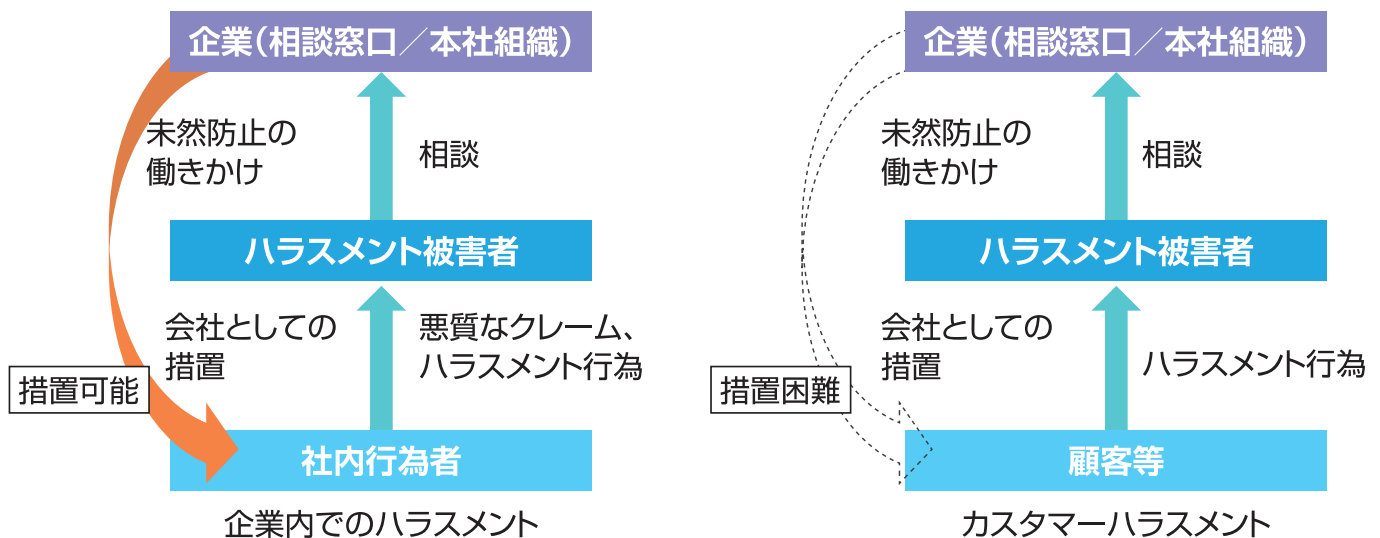 企業（相談窓口／本社組織）
未然防止の
働きかけ
相談
ハラスメント被害者
会社としての
措置
悪質なクレーム、
ハラスメント行為
措置可能
社内行為者
企業内でのハラスメント
企業（相談窓口／本社組織）
未然防止の
働きかけ
相談
ハラスメント被害者
会社としての
措置
ハラスメント行為
措置困難
顧客等
カスタマーハラスメント